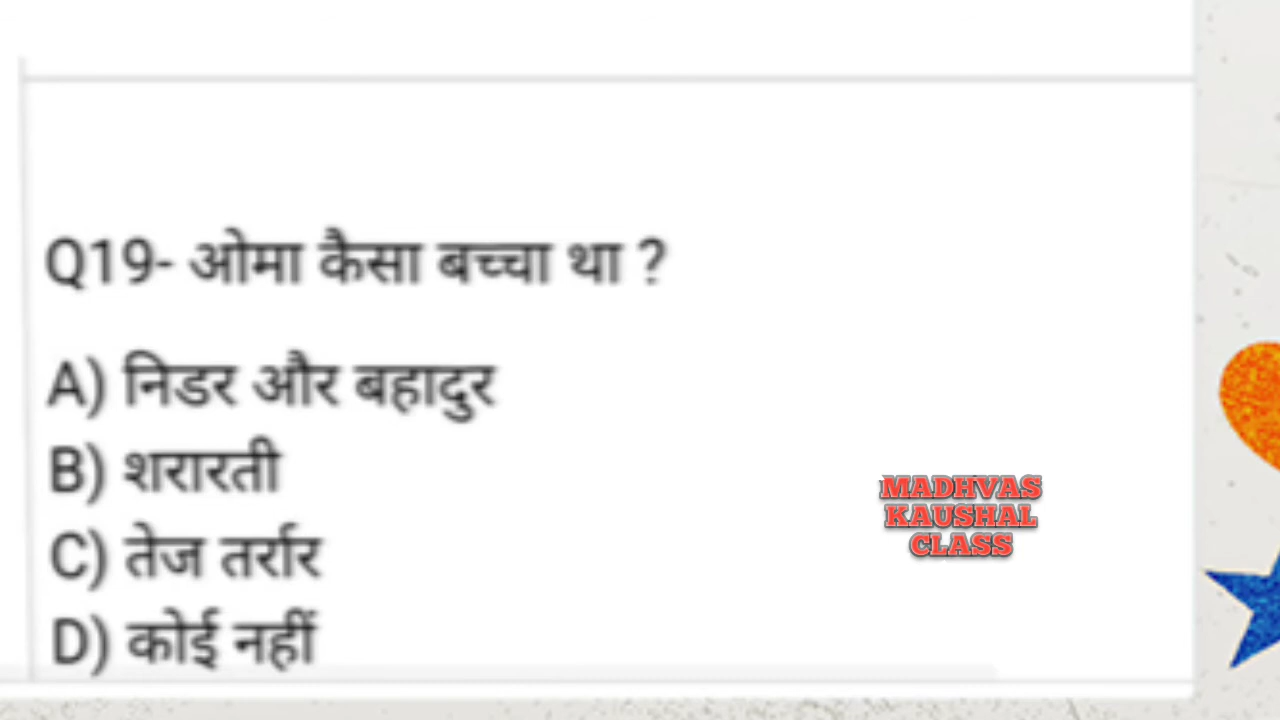 Q19- ओमा कैसा बच्चा था ?
A) निडर और बहादुर
B) शरारती
C) तेज तर्रार
D) कोई नहीं
MADHVAS
KAUSHAL
CLASS